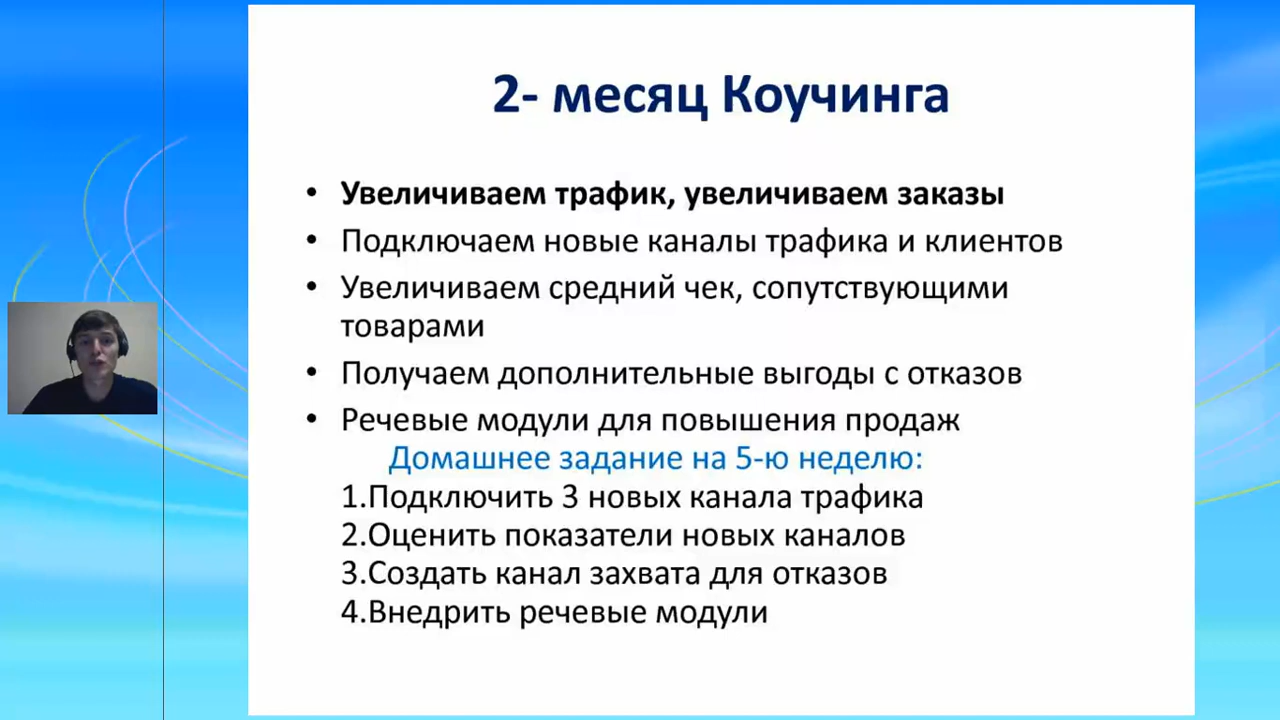 2- месяц Коучинга
• Увеличиваем трафик, увеличиваем заказы
• Подключаем новые каналы трафика и клиентов
• Увеличиваем средний чек, сопутствующими
товарами
• Получаем дополнительные выгоды с отказов
• Речевые модули для повышения продаж
Домашнее задание на 5-ю неделю:
1.Подключить 3 новых канала трафика
2.Оценить показатели новых каналов
3.Создать канал захвата для отказов
4.Внедрить речевые модули